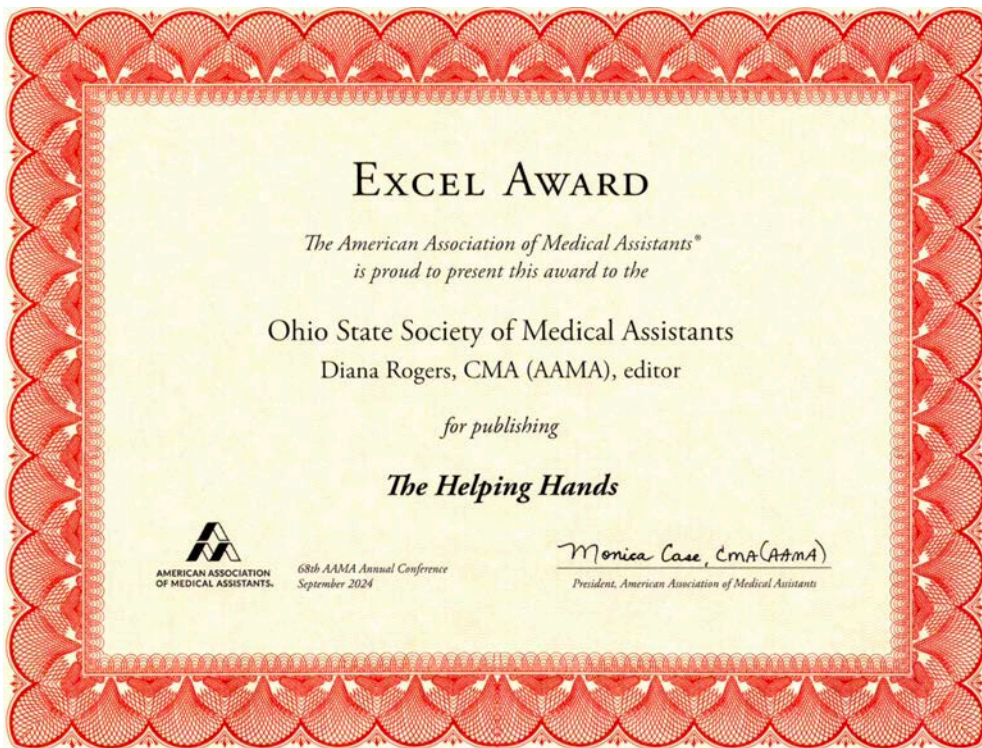 EXCEL AWARD
The American Association of Medical Assistants®
is proud to present this award to the
Ohio State Society of Medical Assistants
Diana Rogers, CMA (AAMA), editor
for publishing
The Helping Hands
AMERICAN ASSOCIATION
OF MEDICAL ASSISTANTS.
68th AAMA Annual Conference
September 2024
Monica Case, CMA (AAMA)
President, American Association of Medical Assistants